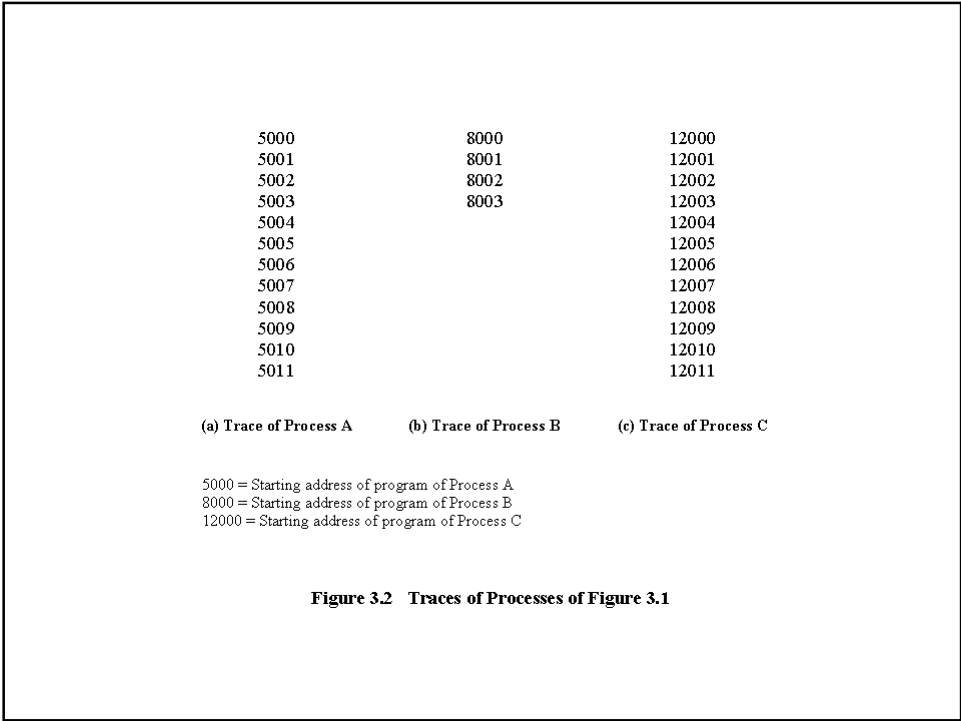 5000 8000 12000
5001 8001 12001
5002 8002 12002
5003 8003 12003
5004 12004
5005 12005
5006 12006
5007 12007
5008 12008
5009 12009
5010 12010
5011 12011
(a) Trace of Process A (b) Trace of Process B (c) Trace of Process C
5000 = Starting address of program of Process A
8000 = Starting address of program of Process B
12000 = Starting address of program of Process C
Figure 3.2 Traces of Processes of Figure 3.1